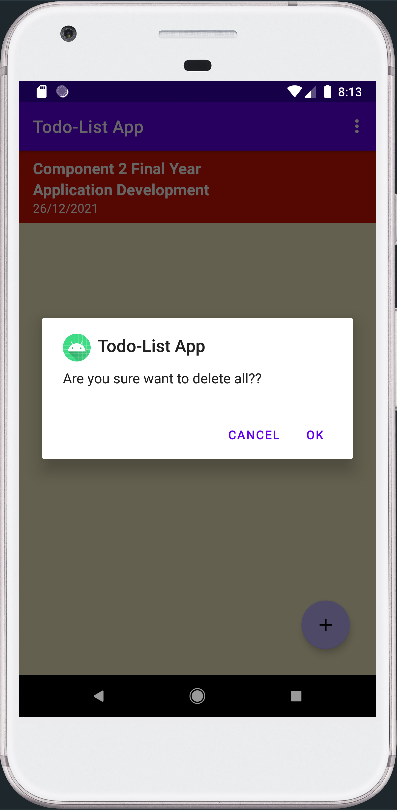 8:13
Todo-List App
Component 2 Final Year
Application Development
26/12/2021
Todo-List App
Are you sure want to delete all??
CANCEL OK